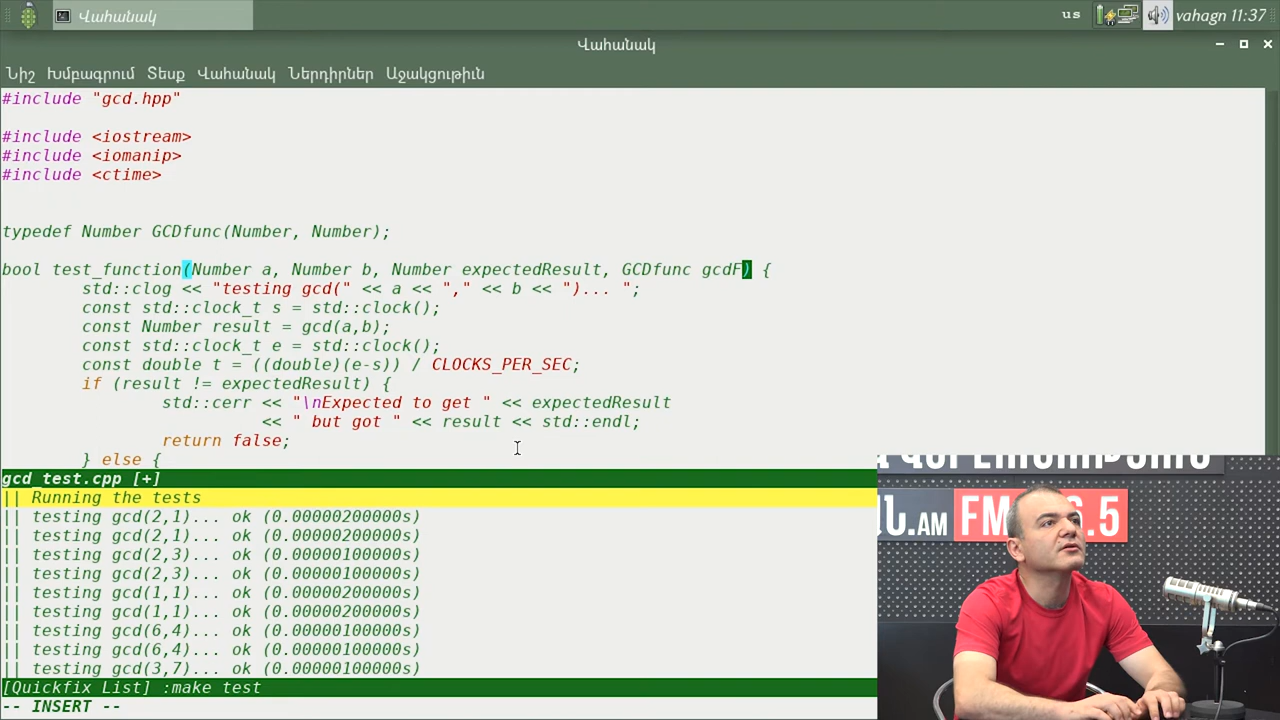 Վահանակ
us
vahagn 11:37
Վահանակ
Նիշ Խմբագրում Տեսք Վահանակ Ներդիրներ Աջակցութիւն
#include "gcd.hpp"
#include <iostream>
#include <iomanip>
#include <ctime>
typedef Number GCDfunc(Number, Number);
bool test_function(Number a, Number b, Number expectedResult, GCDfunc gcdF) {
std::clog << "testing gcd(" << a << "," << b << ")... ";
const std::clock_t s = std::clock();
const Number result = gcd(a,b);
const std::clock_t e = std::clock();
const double t = ((double)(e-s)) / CLOCKS_PER_SEC;
if (result != expectedResult) {
std::cerr << "\nExpected to get " << expectedResult
<< " but got " << result << std::endl;
return false;
} else {
gcd_test.cpp [+]
|| Running the tests
|| testing gcd(2,1)... ok (0.00000200000s)
|| testing gcd(2,1)... ok (0.00000200000s)
|| testing gcd(2,3)... ok (0.00000100000s)
|| testing gcd(2,3)... ok (0.00000100000s)
|| testing gcd(1,1)... ok (0.00000200000s)
|| testing gcd(1,1)... ok (0.00000200000s)
|| testing gcd(6,4)... ok (0.00000100000s)
|| testing gcd(6,4)... ok (0.00000100000s)
|| testing gcd(3,7)... ok (0.00000100000s)
[Quickfix List] :make test
-- INSERT --
.AM FM 6.5